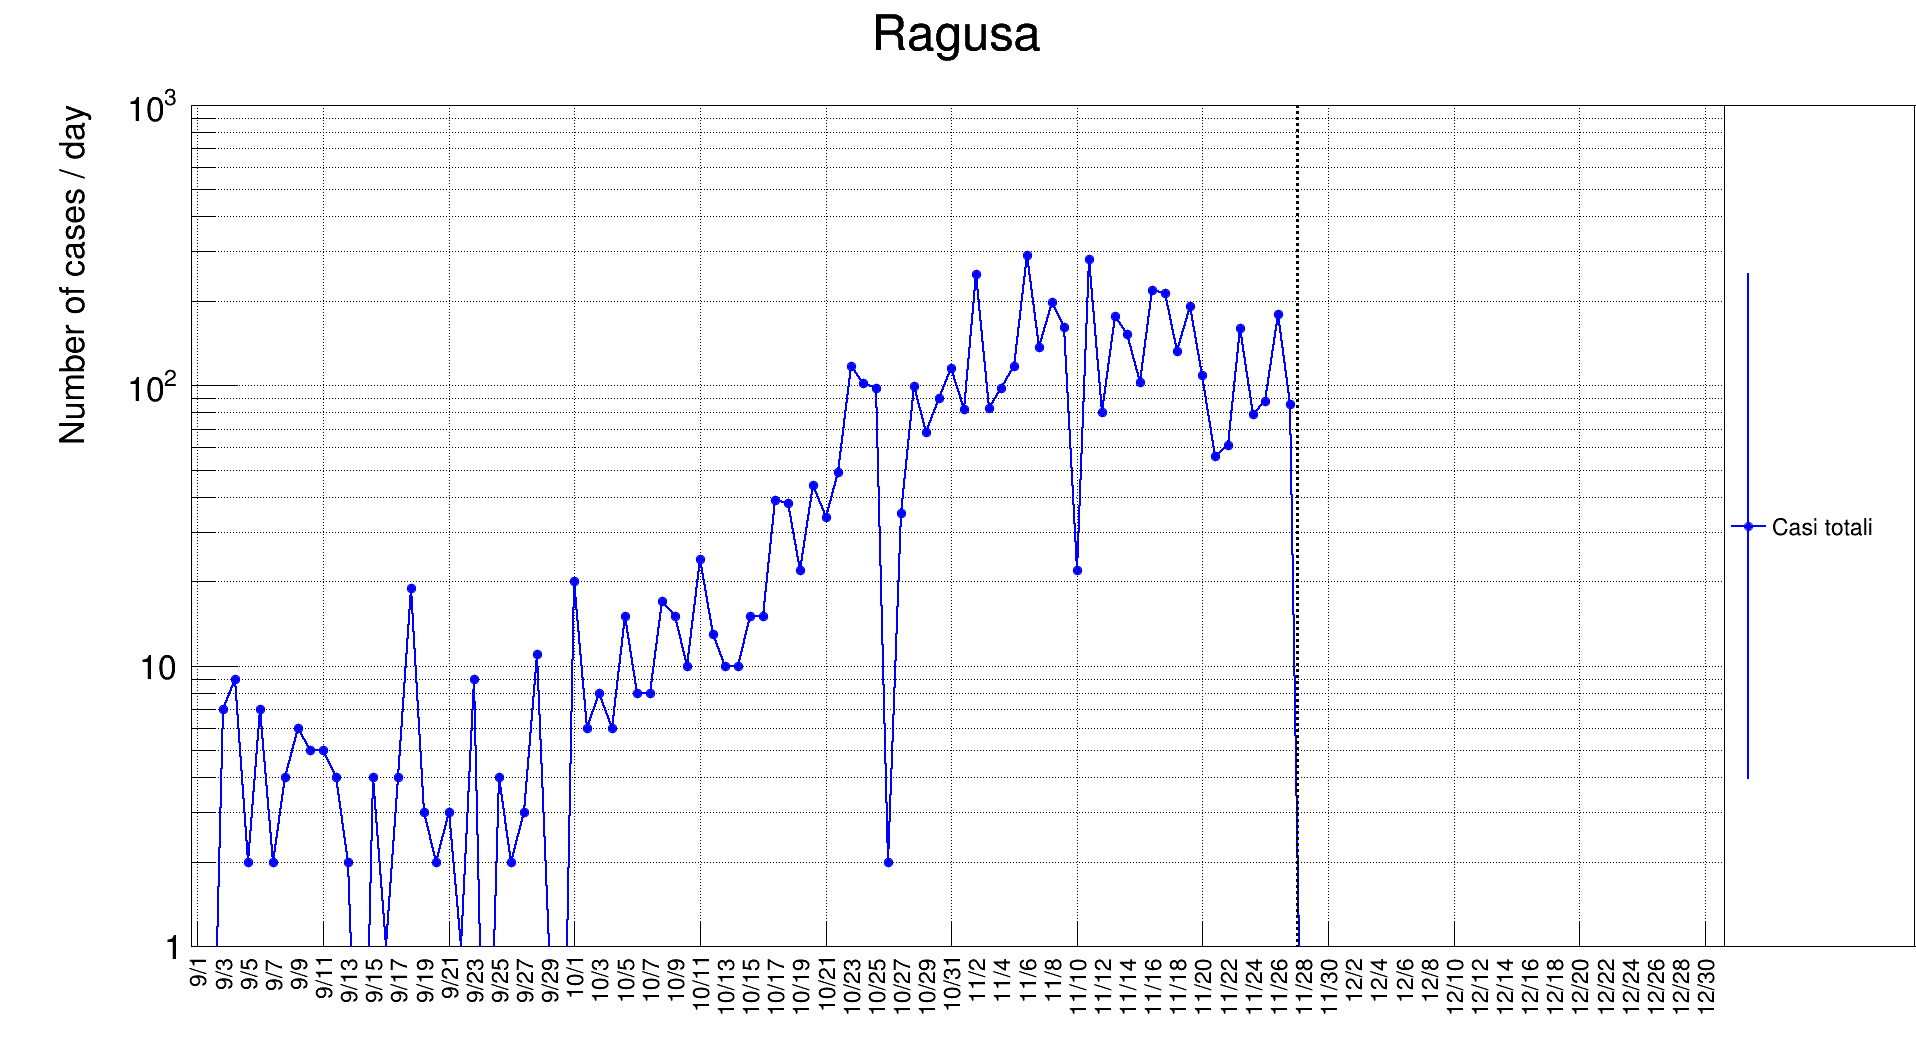 Ragusa
Number of cases / day
10³
10²
10
1
9/1 9/3 9/5 9/7 9/9 9/11 9/13 9/15 9/17 9/19 9/21 9/23 9/25 9/27 9/29 10/1 10/3 10/5 10/7 10/9 10/11 10/13 10/15 10/17 10/19 10/21 10/23 10/25 10/27 10/29 10/31 11/2 11/4 11/6 11/8 11/10 11/12 11/14 11/16 11/18 11/20 11/22 11/24 11/26 11/28 11/30 12/2 12/4 12/6 12/8 12/10 12/12 12/14 12/16 12/18 12/20 12/22 12/24 12/26 12/28 12/30
Casi totali